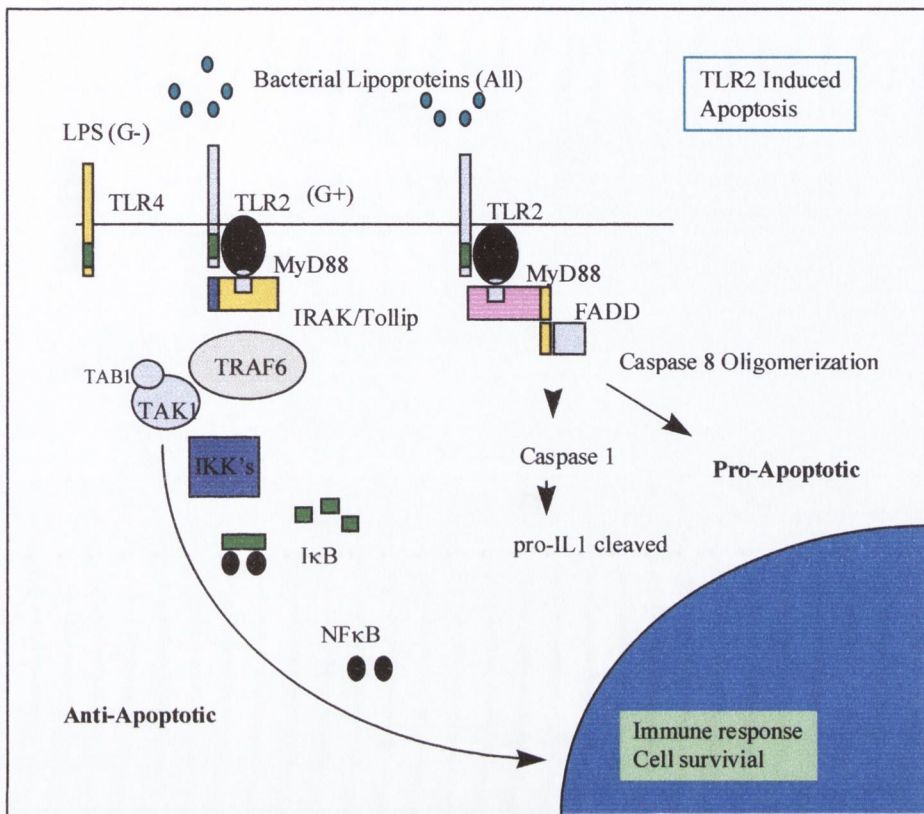 Bacterial Lipoproteins (All)
TLR2 Induced
Apoptosis
LPS (G-)
TLR4
TLR2
(G+)
TLR2
MyD88
MyD88
IRAK/Tollip
FADD
TRAF6
Caspase 8 Oligomerization
TAB1
TAK1
IKK's
Caspase 1
Pro-Apoptotic
pro-IL1 cleaved
IκB
NFκB
Anti-Apoptotic
Immune response
Cell survivial